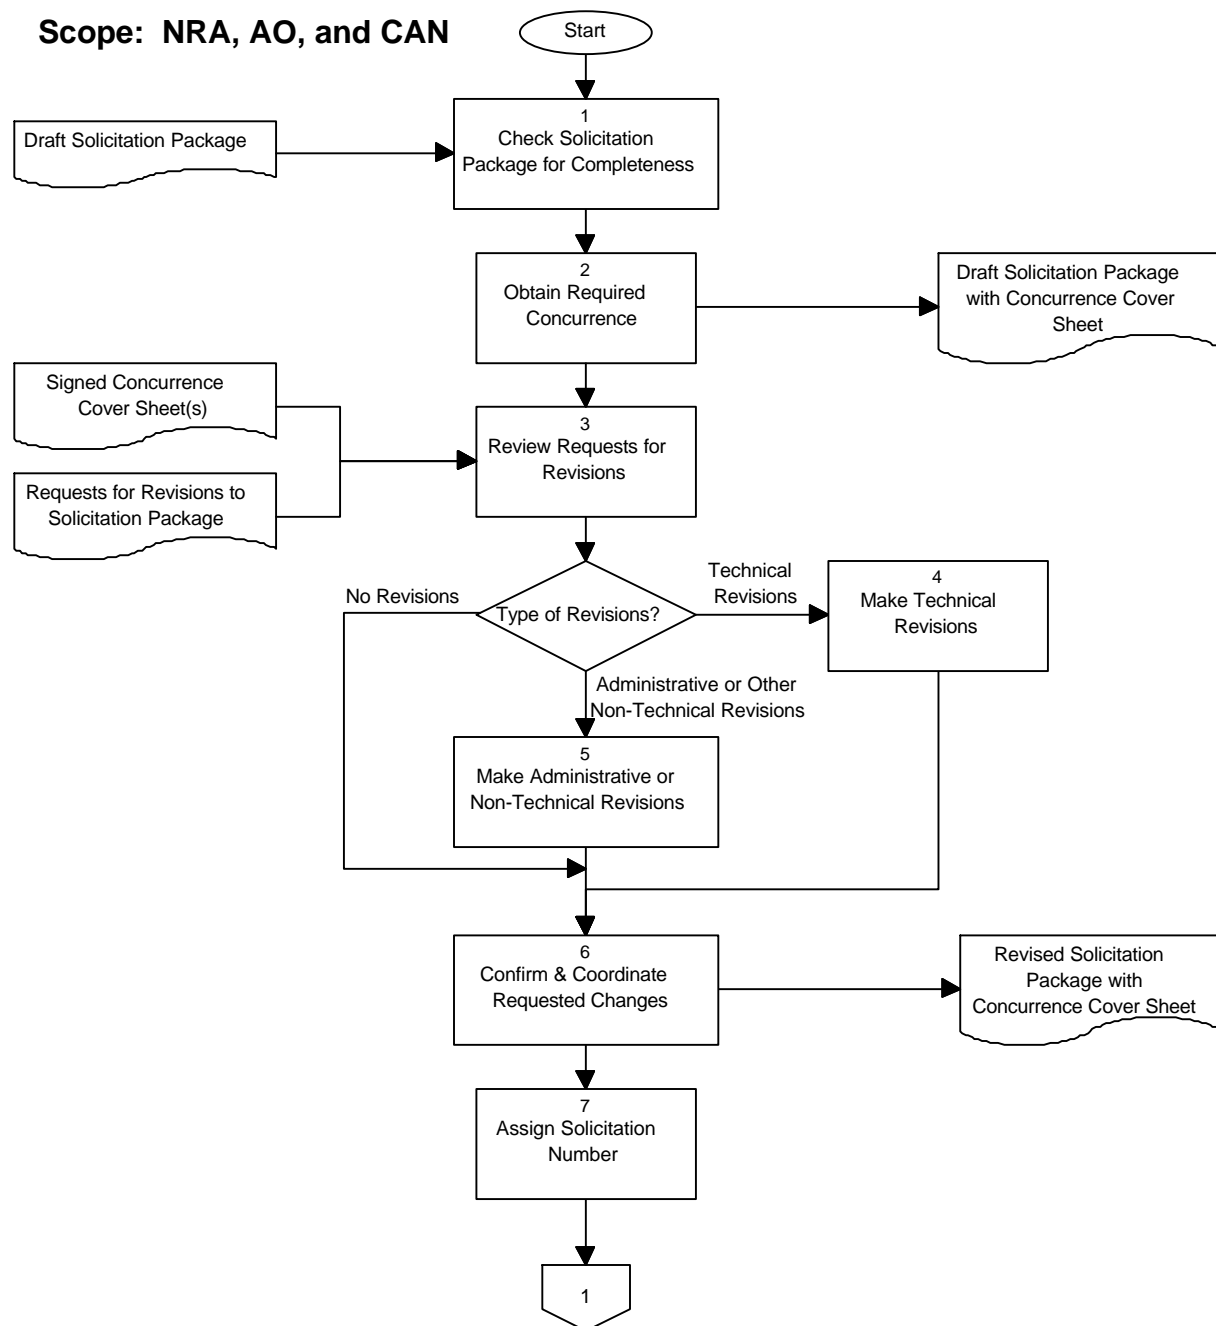 Scope: NRA, AO, and CAN
Start
Draft Solicitation Package
1
Check Solicitation
Package for Completeness
2
Obtain Required
Concurrence
Draft Solicitation Package
with Concurrence Cover
Sheet
Signed Concurrence
Cover Sheet(s)
Requests for Revisions to
Solicitation Package
3
Review Requests for
Revisions
No Revisions
Type of Revisions?
Technical
Revisions
4
Make Technical
Revisions
Administrative or Other
Non-Technical Revisions
5
Make Administrative or
Non-Technical Revisions
6
Confirm & Coordinate
Requested Changes
Revised Solicitation
Package with
Concurrence Cover Sheet
7
Assign Solicitation
Number
1